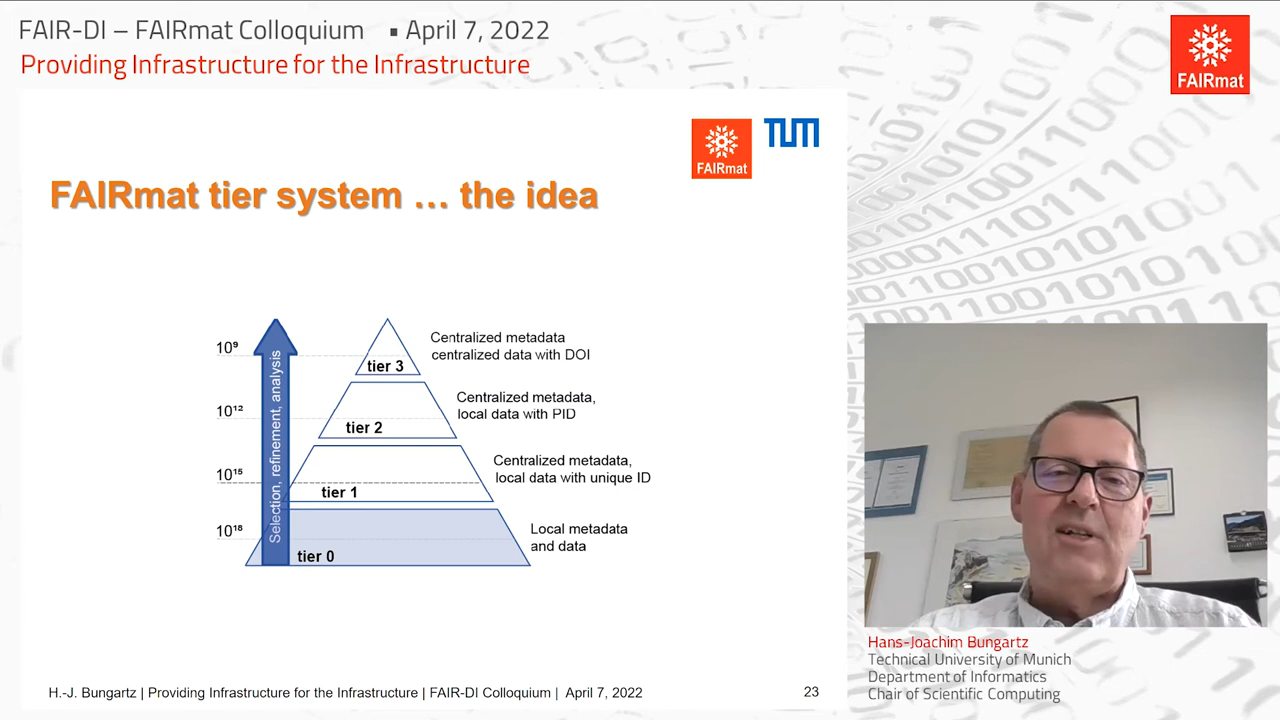 FAIR-DI – FAIRmat Colloquium ▪ April 7, 2022
Providing Infrastructure for the Infrastructure
FAIRmat
FAIRmat
TUM
FAIRmat tier system … the idea
Selection, refinement, analysis
10⁹
tier 3
Centralized metadata
centralized data with DOI
10¹²
tier 2
Centralized metadata,
local data with PID
10¹⁵
tier 1
Centralized metadata,
local data with unique ID
10¹⁸
tier 0
Local metadata
and data
H.-J. Bungartz | Providing Infrastructure for the Infrastructure | FAIR-DI Colloquium | April 7, 2022
23
Hans-Joachim Bungartz
Technical University of Munich
Department of Informatics
Chair of Scientific Computing